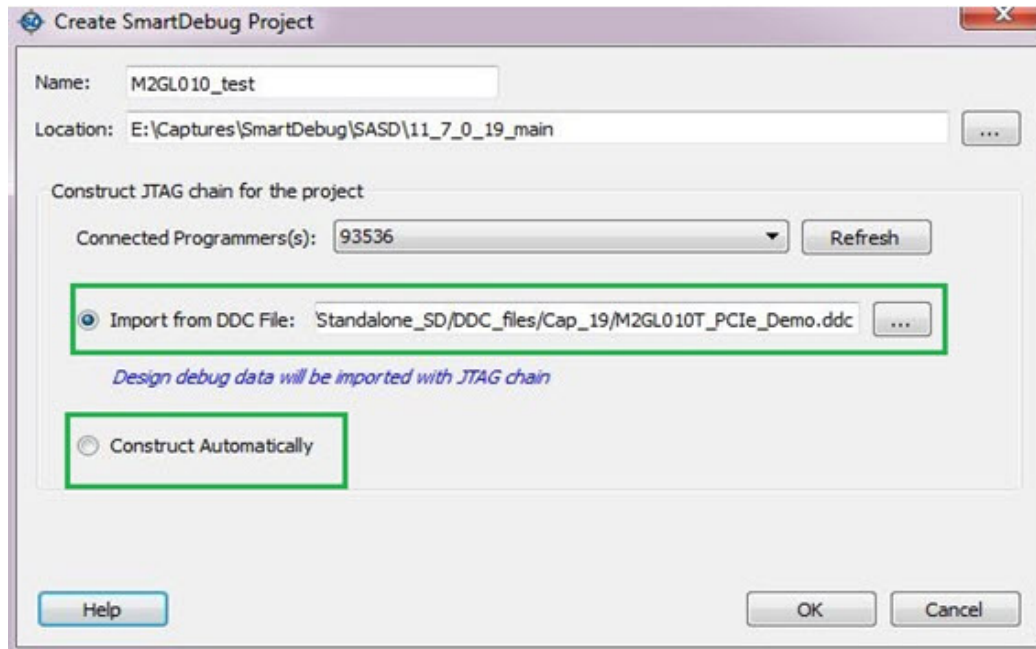 Create SmartDebug Project
Name: M2GL010_test
Location: E:\Captures\SmartDebug\SASD\11_7_0_19_main ...
Construct JTAG chain for the project
Connected Programmers(s): 93536 Refresh
Import from DDC File: Standalone_SD/DDC_files/Cap_19/M2GL010T_PCIe_Demo.ddc ...
Design debug data will be imported with JTAG chain
Construct Automatically
Help OK Cancel